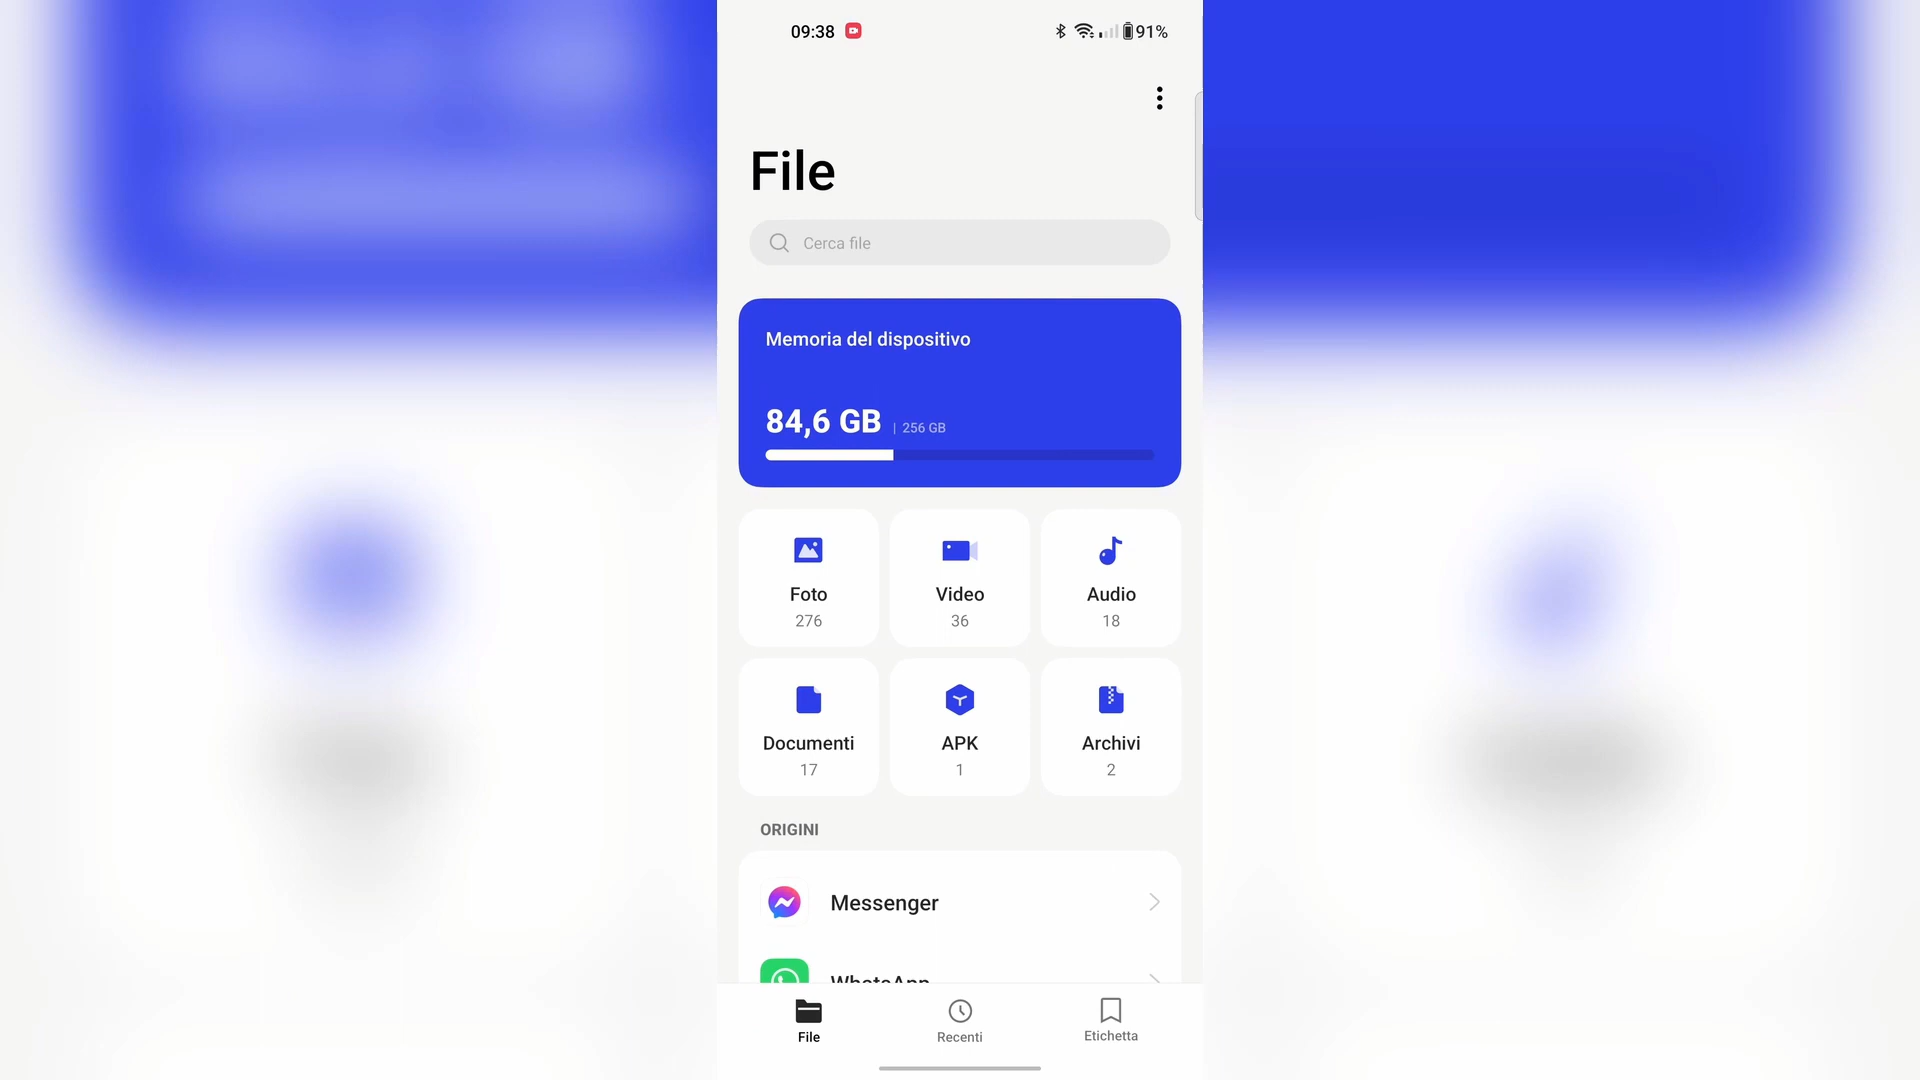 09:38
91%
File
Cerca file
Memoria del dispositivo
84,6 GB | 256 GB
Foto
276
Video
36
Audio
18
Documenti
17
APK
1
Archivi
2
ORIGINI
Messenger
WhatsApp
File
Recenti
Etichetta